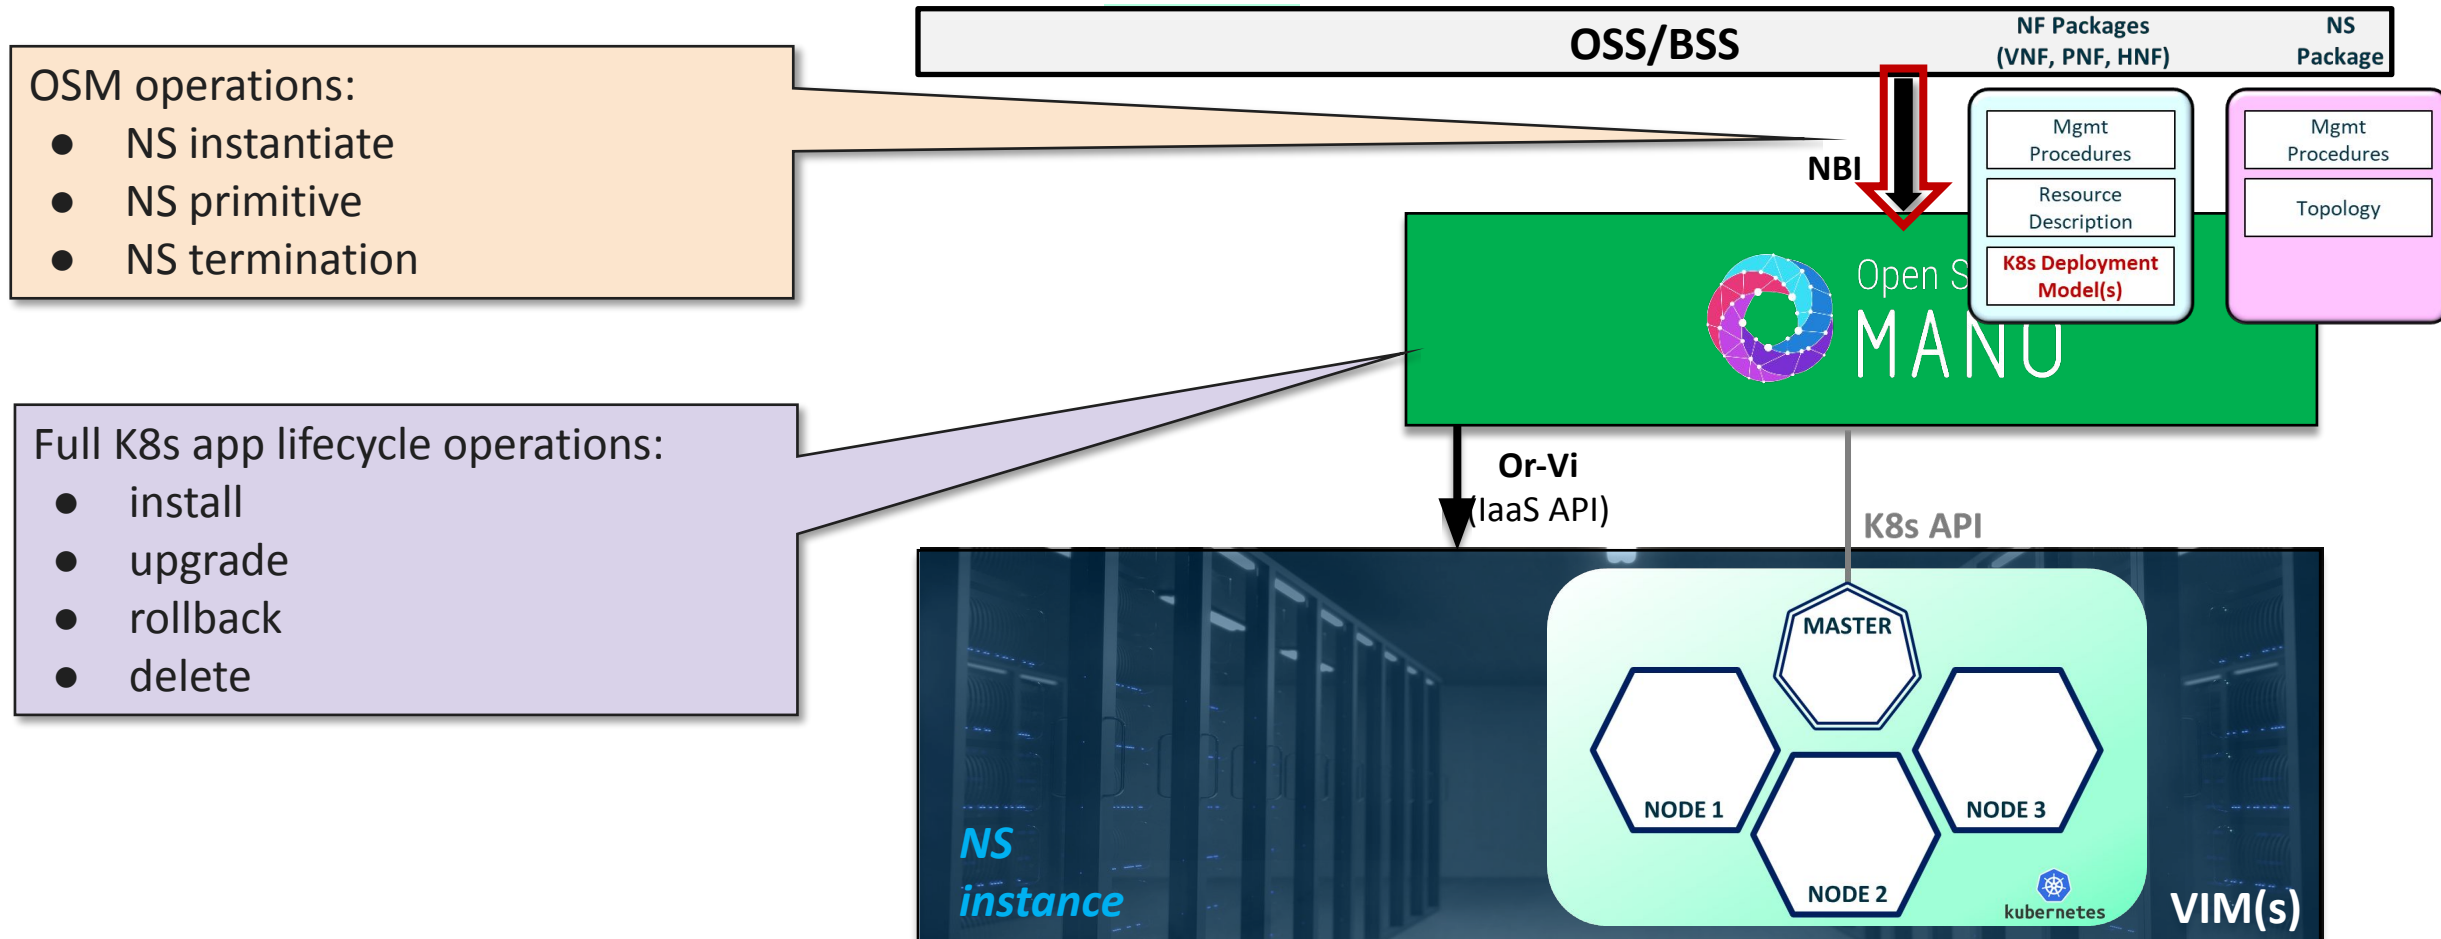 OSS/BSS
NF Packages
(VNF, PNF, HNF)
NS
Package
OSM operations:
● NS instantiate
● NS primitive
● NS termination
NBI
Mgmt
Procedures
Resource
Description
K8s Deployment
Model(s)
Mgmt
Procedures
Topology
Open S
MANO
Full K8s app lifecycle operations:
● install
● upgrade
● rollback
● delete
Or-Vi
(IaaS API)
K8s API
MASTER
NODE 1
NODE 3
NODE 2
kubernetes
NS
instance
VIM(s)